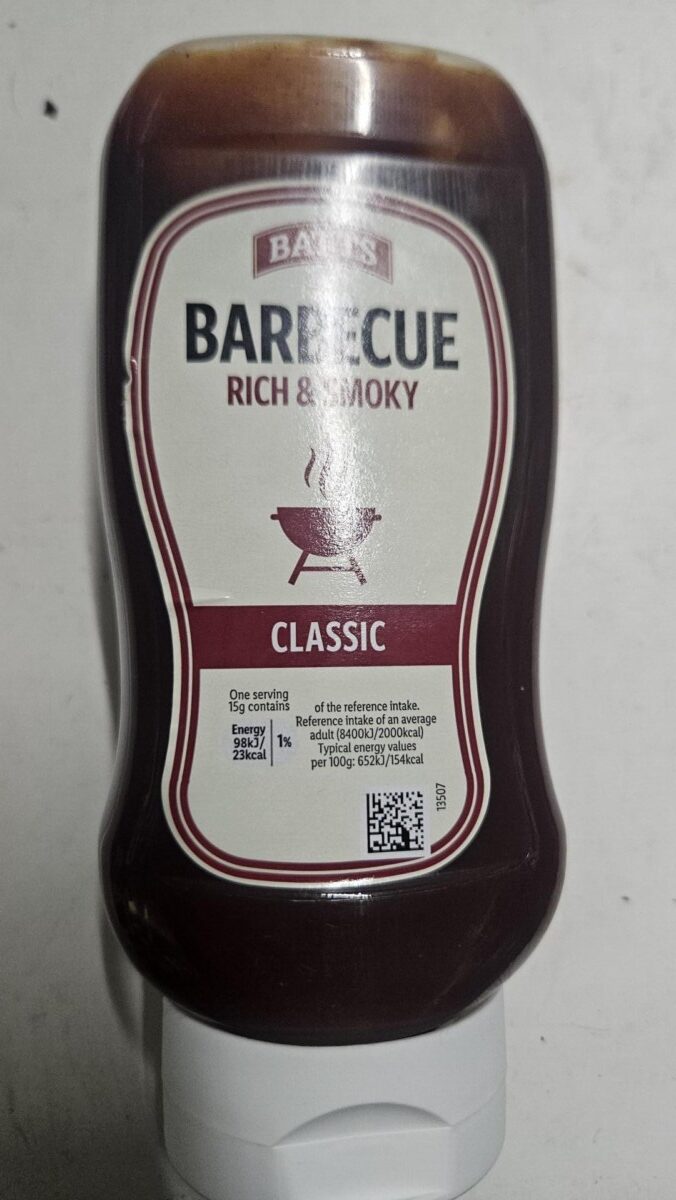 BATTS
BARBECUE
RICH & SMOKY
CLASSIC
One serving
15g contains
Energy
98kJ/
23kcal
1%
of the reference intake.
Reference intake of an average
adult (8400kJ/2000kcal)
Typical energy values
per 100g: 652kJ/154kcal
13507